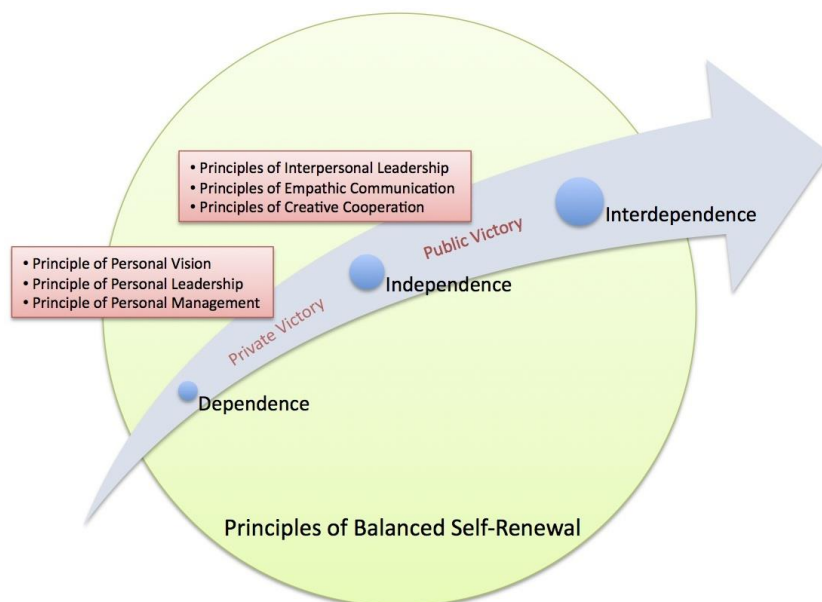 • Principles of Interpersonal Leadership
• Principles of Empathic Communication
• Principles of Creative Cooperation
Interdependence
Public Victory
• Principle of Personal Vision
• Principle of Personal Leadership
• Principle of Personal Management
Independence
Private Victory
Dependence
Principles of Balanced Self-Renewal